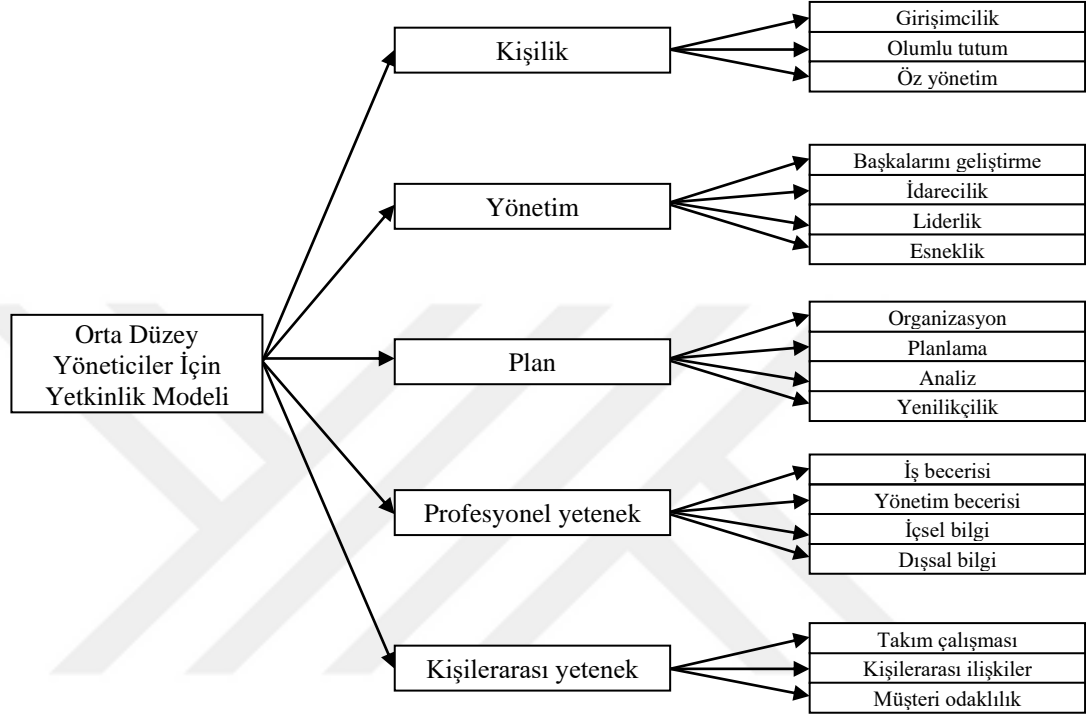 Orta Düzey
Yöneticiler İçin
Yetkinlik Modeli
Kişilik
Girişimcilik
Olumlu tutum
Öz yönetim
Yönetim
Başkalarını geliştirme
İdarecilik
Liderlik
Esneklik
Plan
Organizasyon
Planlama
Analiz
Yenilikçilik
Profesyonel yetenek
İş becerisi
Yönetim becerisi
İçsel bilgi
Dışsal bilgi
Kişilerarası yetenek
Takım çalışması
Kişilerarası ilişkiler
Müşteri odaklılık